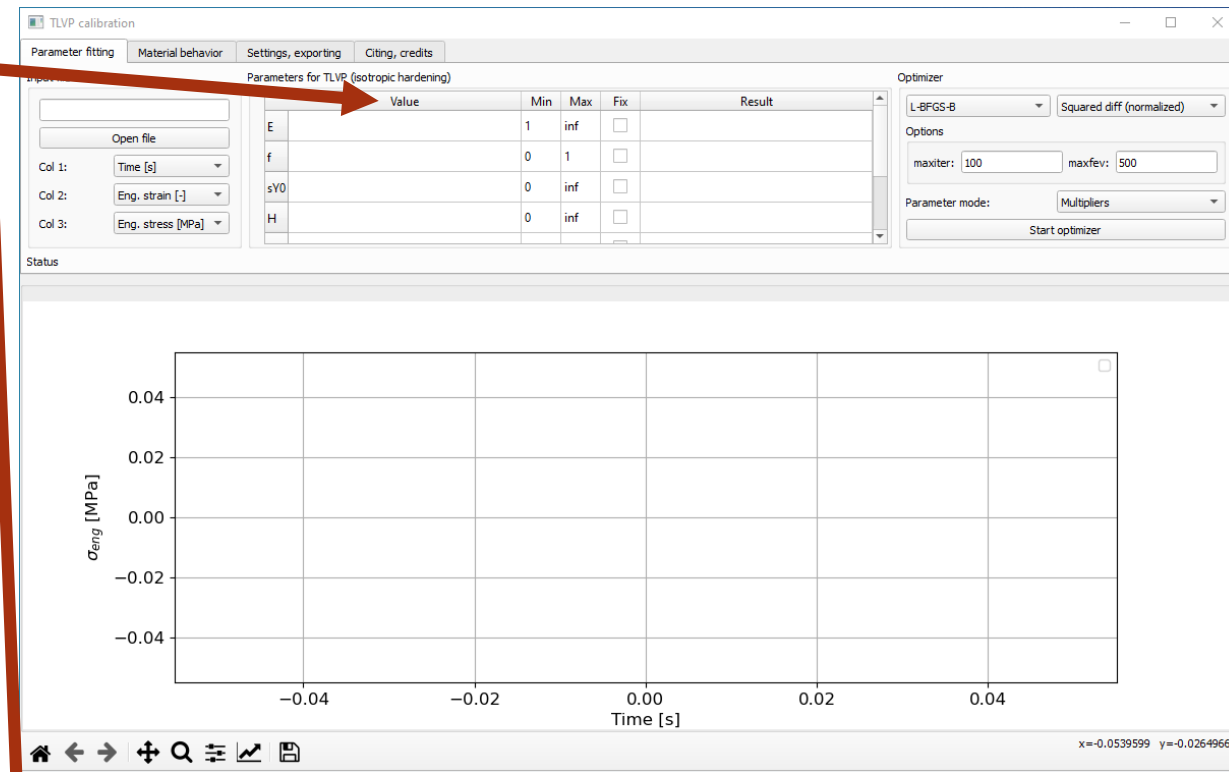 TLVP calibration
Parameter fitting Material behavior Settings, exporting Citing, credits
Parameters for TLVP (isotropic hardening)
Value Min Max Fix Result
E 1 inf
f 0 1
sY0 0 inf
H 0 inf
Open file
Col 1: Time [s]
Col 2: Eng. strain [-]
Col 3: Eng. stress [MPa]
Optimizer
L-BFGS-B Squared diff (normalized)
Options
maxiter: 100 maxfev: 500
Parameter mode: Multipliers
Start optimizer
Status
0.04
0.02
0.00
−0.02
−0.04
σeng [MPa]
−0.04 −0.02 0.00 0.02 0.04
Time [s]
x=-0.0539599 y=-0.0264966